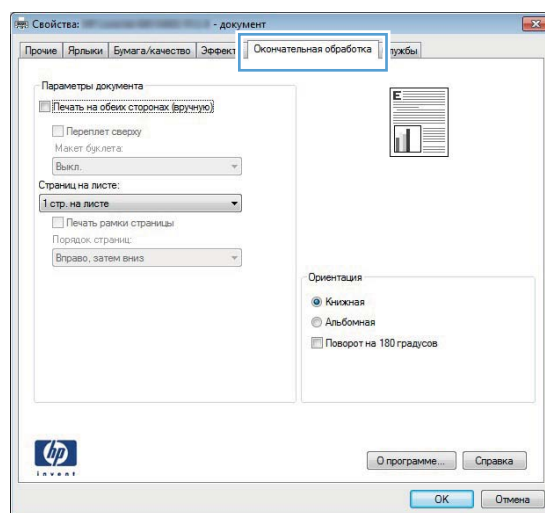 Свойства: - документ
Прочие Ярлыки Бумага/качество Эффект Окончательная обработка
Параметры документа
Печать на обеих сторонах (вручную)
Переплет сверху
Макет буклета:
Выкл.
Страниц на листе:
1 стр. на листе
Печать рамки страницы
Порядок страниц:
Вправо, затем вниз
E
Ориентация
Книжная
Альбомная
Поворот на 180 градусов
hp
invent
О программе... Справка
OK Отмена